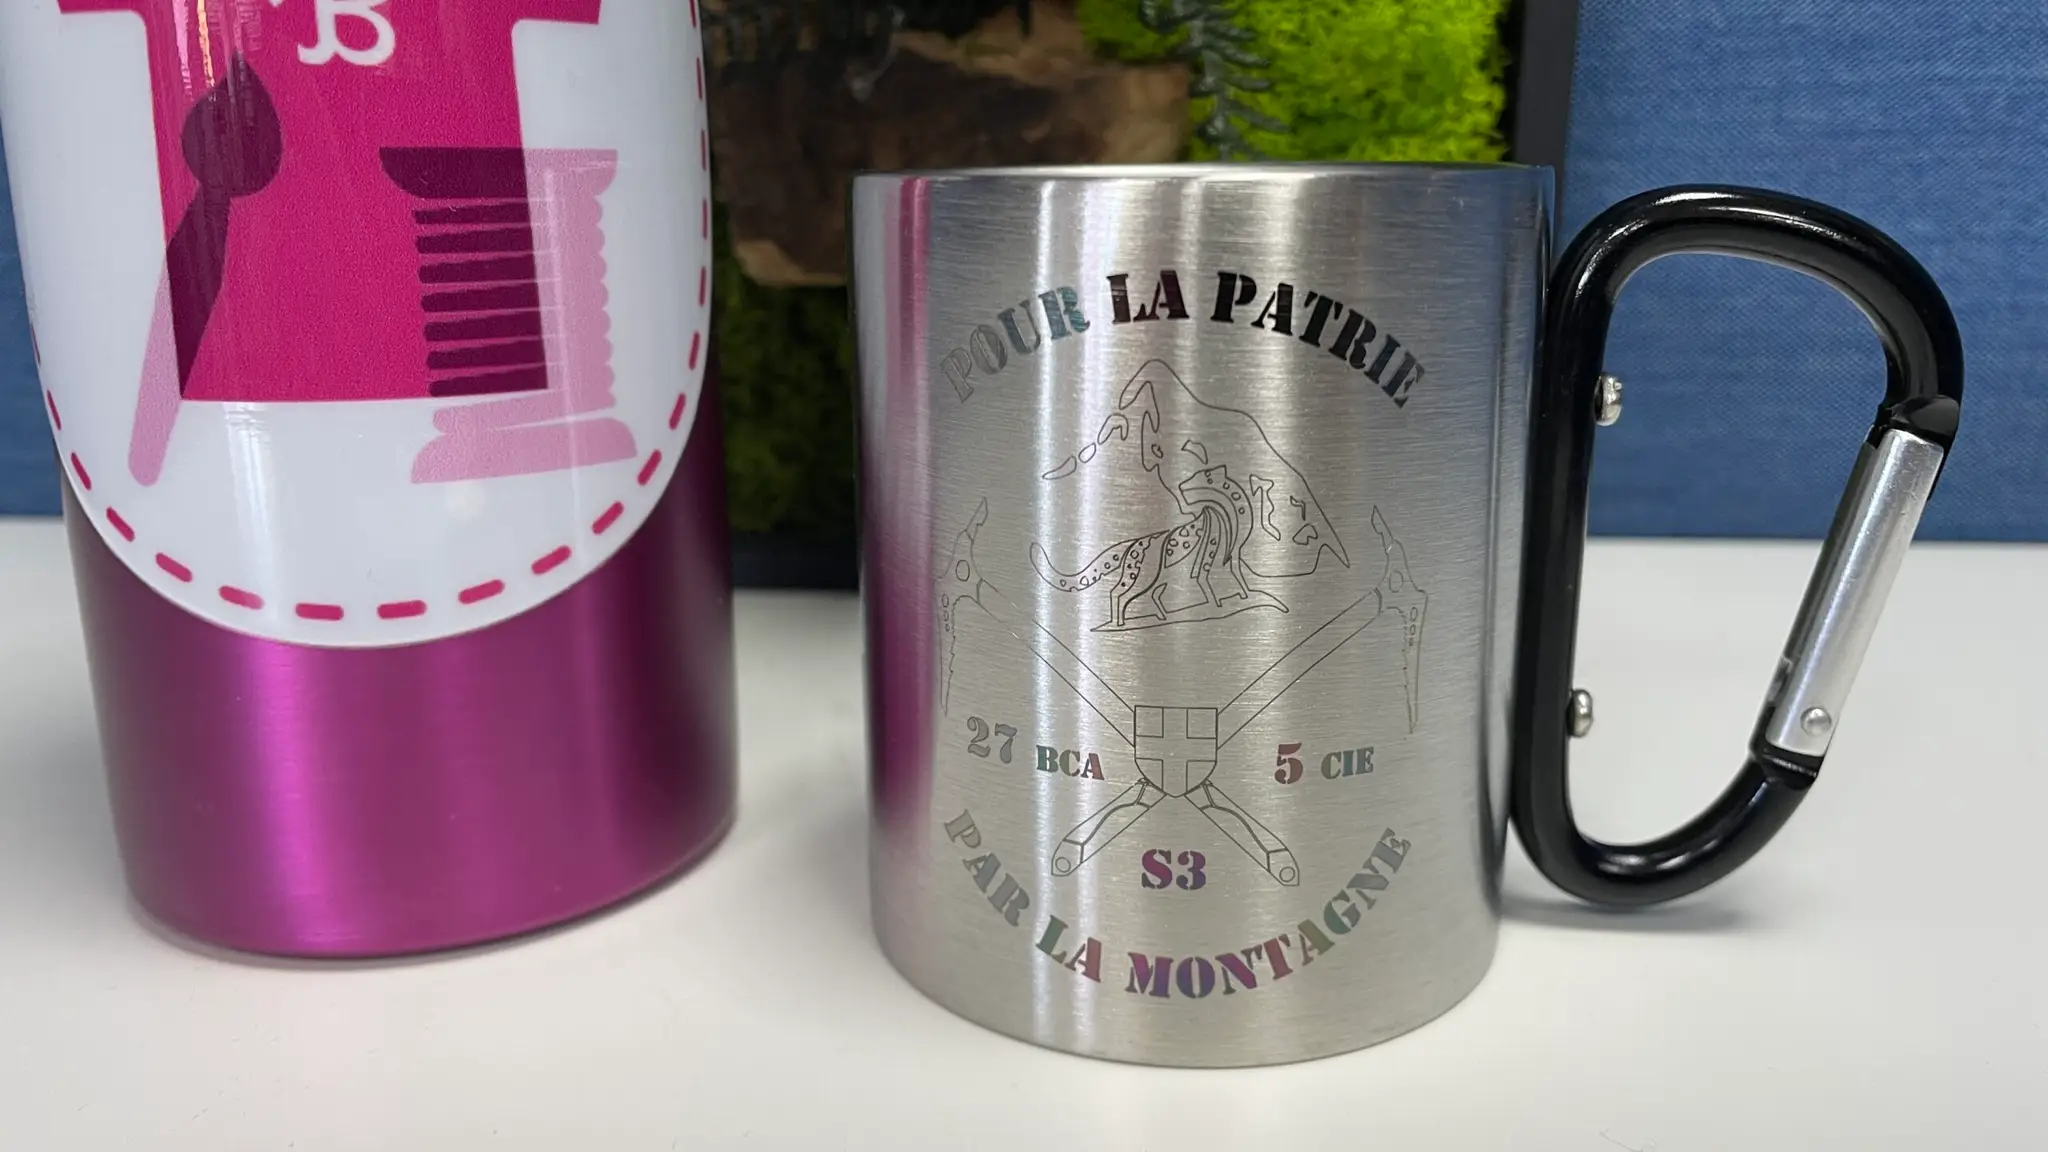 POUR LA PATRIE
27 BCA
5 CIE
S3
PAR LA MONTAGNE